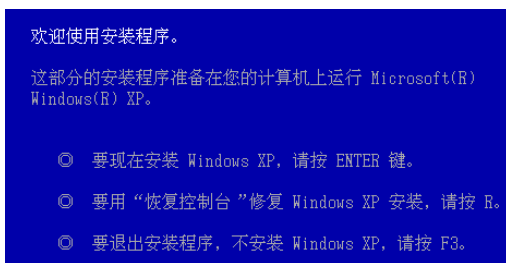 欢迎使用安装程序。
这部分的安装程序准备在您的计算机上运行 Microsoft(R)
Windows(R) XP。
◎ 要现在安装 Windows XP，请按 ENTER 键。
◎ 要用“恢复控制台”修复 Windows XP 安装，请按 R。
◎ 要退出安装程序，不安装 Windows XP，请按 F3。